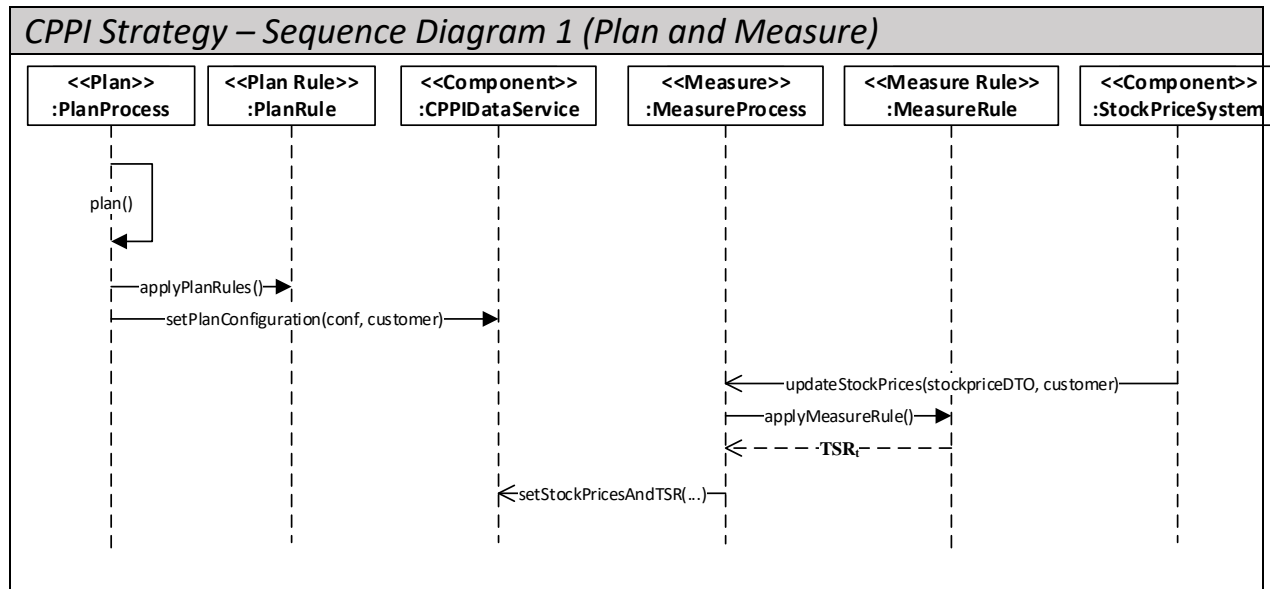 CPPI Strategy – Sequence Diagram 1 (Plan and Measure)
<<Plan>>
:PlanProcess
<<Plan Rule>>
:PlanRule
<<Component>>
:CPPIDataService
<<Measure>>
:MeasureProcess
<<Measure Rule>>
:MeasureRule
<<Component>>
:StockPriceSystem
plan()
applyPlanRules()
setPlanConfiguration(conf, customer)
updateStockPrices(stockpriceDTO, customer)
applyMeasureRule()
TSRₜ
setStockPricesAndTSR(...)